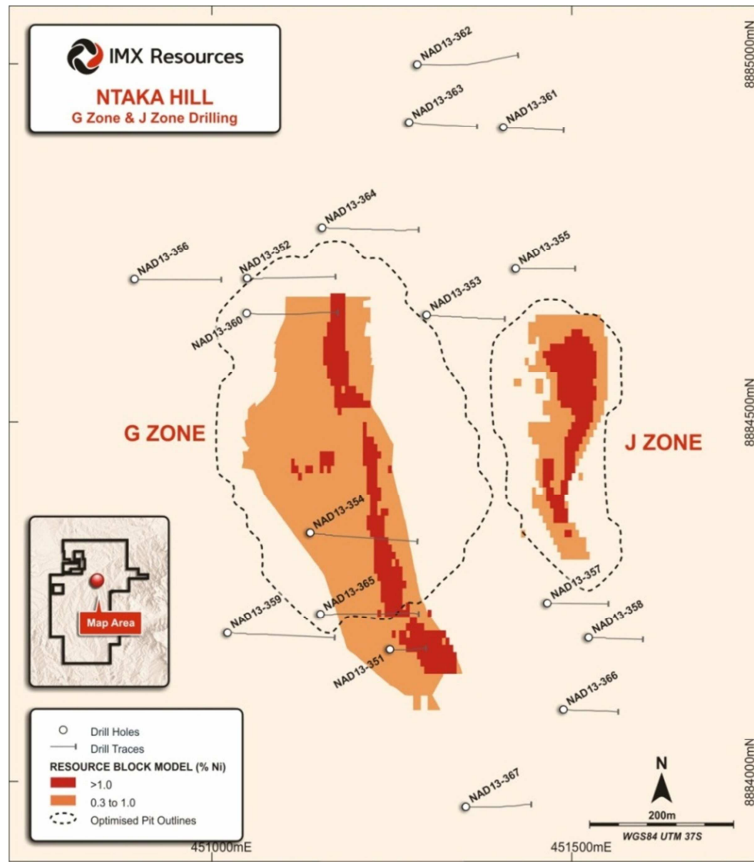 IMX Resources
NTAKA HILL
G Zone & J Zone Drilling
8885000mN
NAD13-362
NAD13-363
NAD13-361
NAD13-364
NAD13-356
NAD13-352
NAD13-355
NAD13-353
NAD13-360
8884500mN
G ZONE
J ZONE
NAD13-354
NAD13-357
NAD13-365
NAD13-359
NAD13-358
NAD13-351
Map Area
NAD13-366
NAD13-367
Drill Holes
Drill Traces
RESOURCE BLOCK MODEL (% Ni)
>1.0
0.3 to 1.0
Optimised Pit Outlines
8884000mN
N
200m
WGS84 UTM 37S
451000mE
451500mE